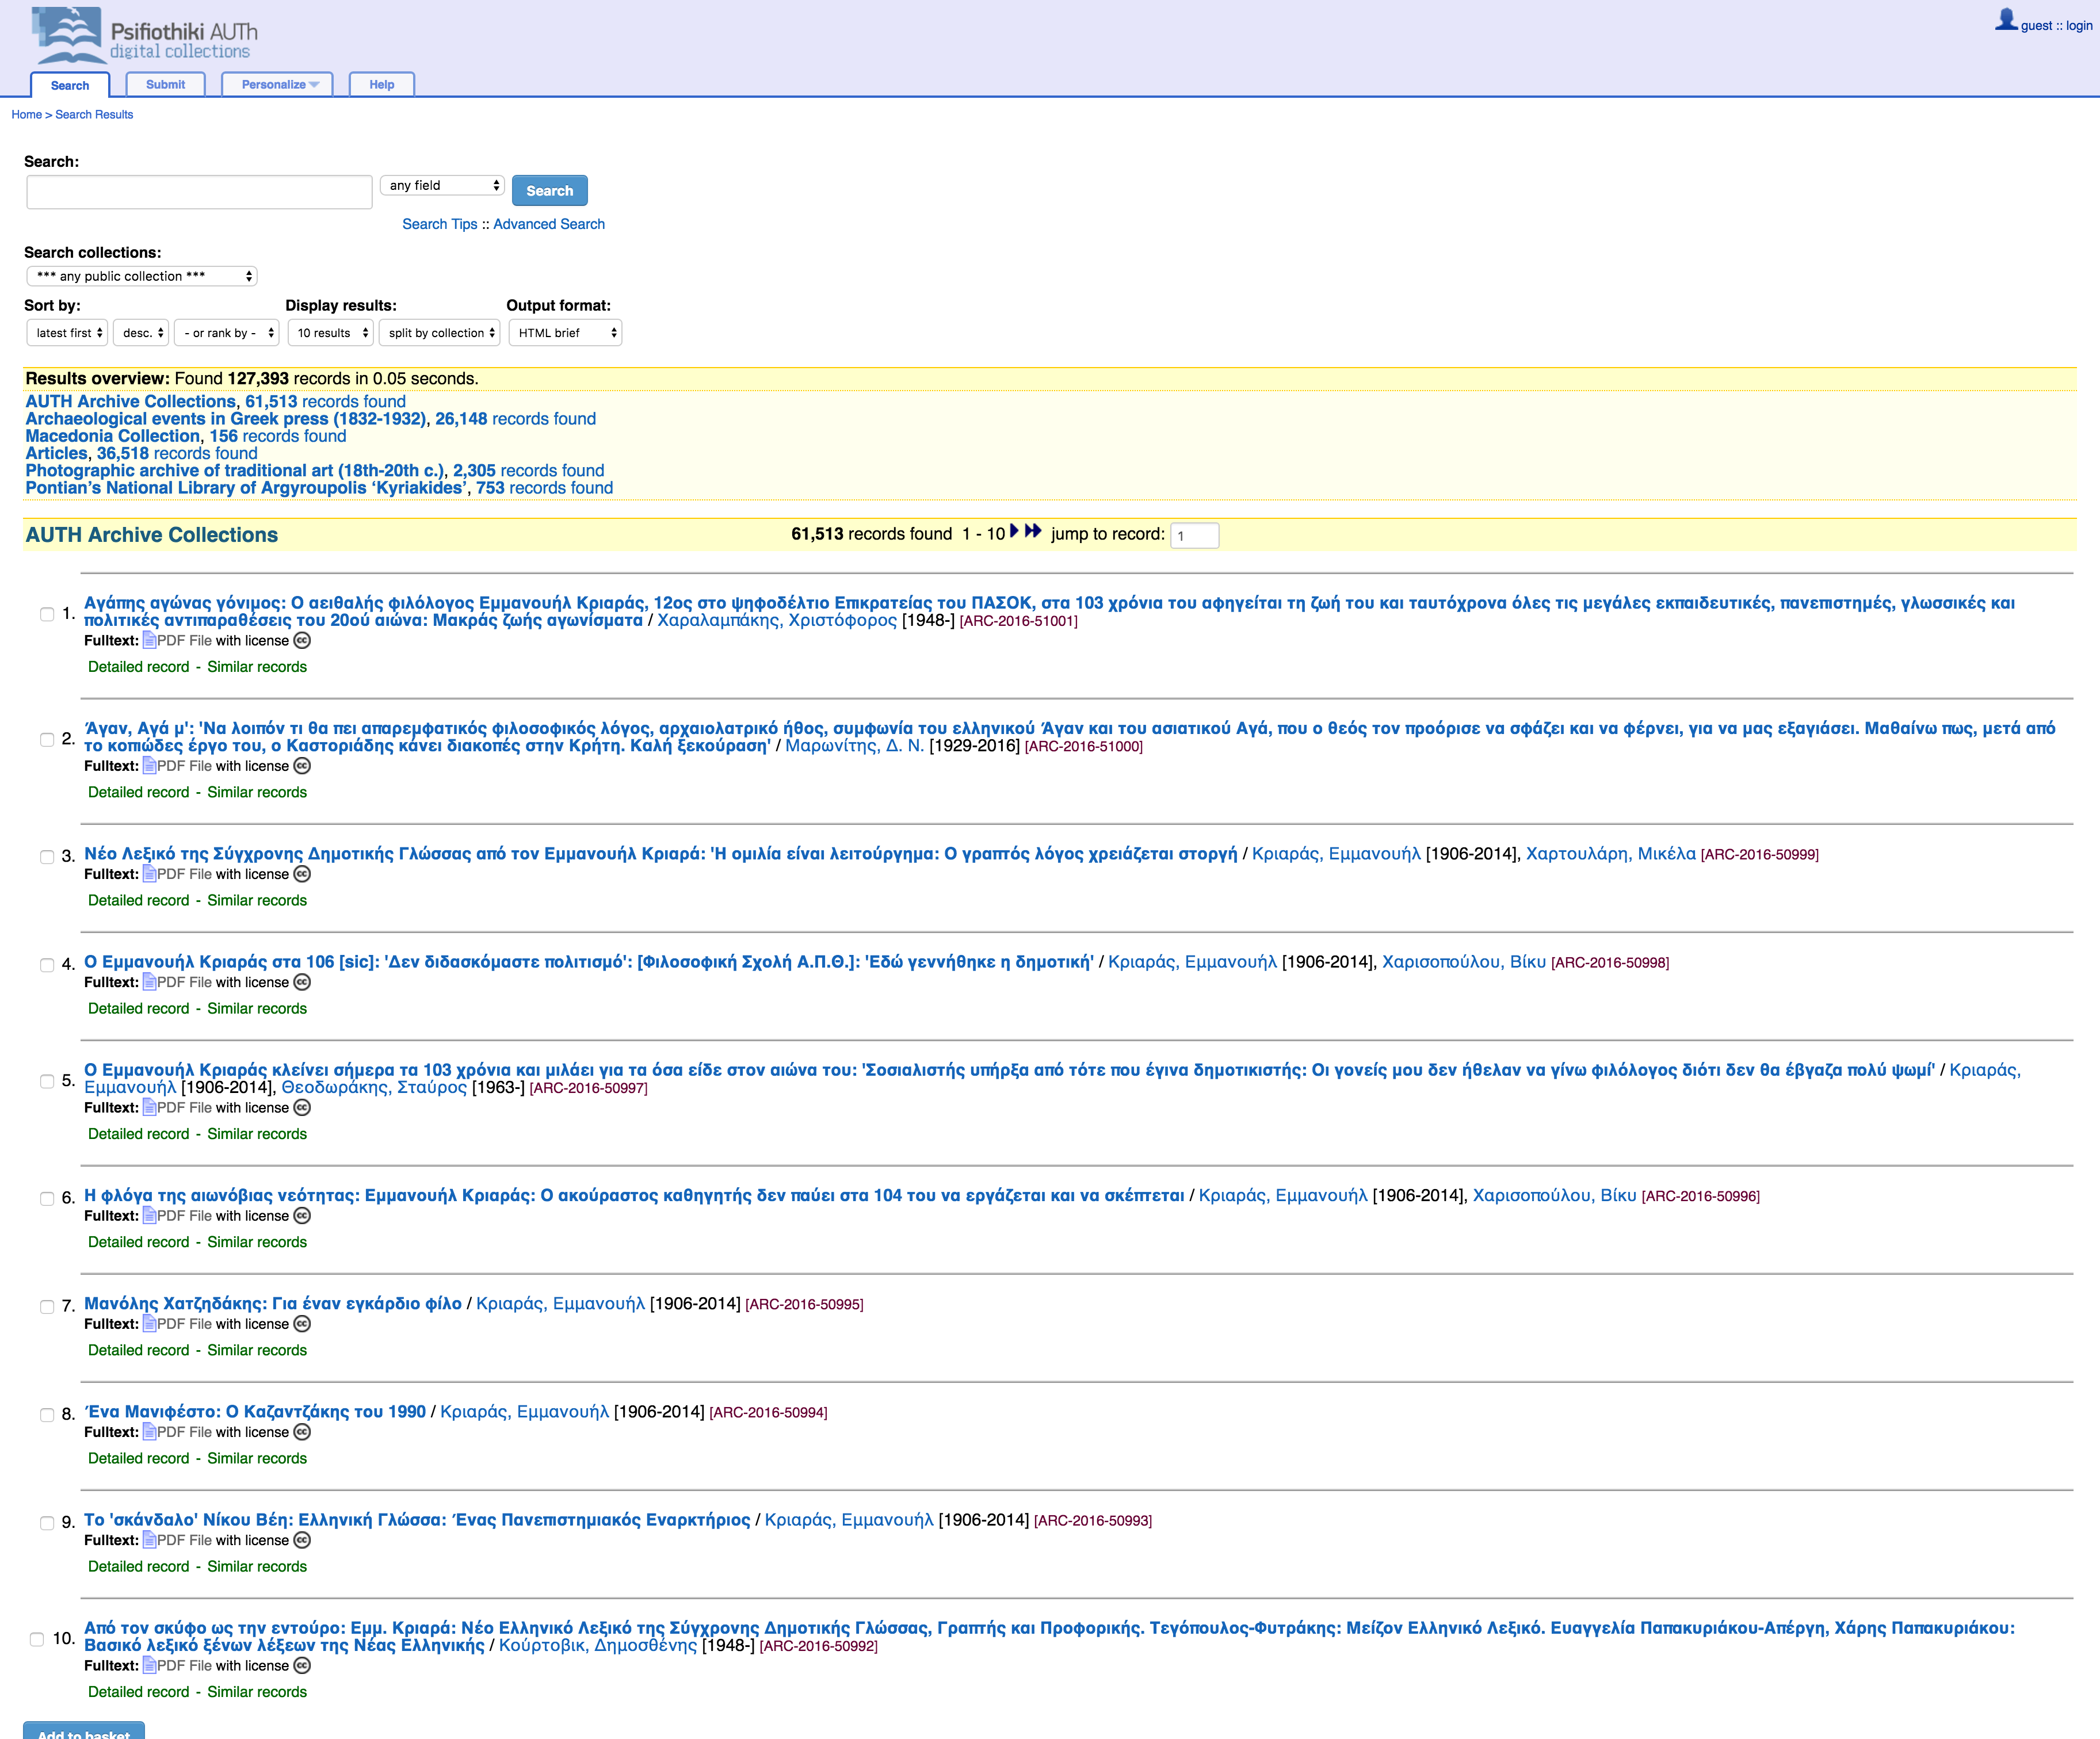 Psifiothiki AUTh
digital collections
guest :: login
Search Submit Personalize Help
Home > Search Results
Search:
any field Search
Search Tips :: Advanced Search
Search collections:
*** any public collection ***
Sort by: Display results: Output format:
latest first desc. - or rank by - 10 results split by collection HTML brief
Results overview: Found 127,393 records in 0.05 seconds.
AUTH Archive Collections, 61,513 records found
Archaeological events in Greek press (1832-1932), 26,148 records found
Macedonia Collection, 156 records found
Articles, 36,518 records found
Photographic archive of traditional art (18th-20th c.), 2,305 records found
Pontian’s National Library of Argyroupolis ‘Kyriakides’, 753 records found
AUTH Archive Collections 61,513 records found 1 - 10 jump to record: 1
1. Αγάπης αγώνας γόνιμος: Ο αειθαλής φιλόλογος Εμμανουήλ Κριαράς, 12ος στο ψηφοδέλτιο Επικρατείας του ΠΑΣΟΚ, στα 103 χρόνια του αφηγείται τη ζωή του και ταυτόχρονα όλες τις μεγάλες εκπαιδευτικές, πανεπιστημές, γλωσσικές και
πολιτικές αντιπαραθέσεις του 20ού αιώνα: Μακράς ζωής αγωνίσματα / Χαραλαμπάκης, Χριστόφορος [1948-] [ARC-2016-51001]
Fulltext: PDF File with license cc
Detailed record - Similar records
2. Άγαν, Αγά μ': 'Να λοιπόν τι θα πει απαρεμφατικός φιλοσοφικός λόγος, αρχαιολατρικό ήθος, συμφωνία του ελληνικού Άγαν και του ασιατικού Αγά, που ο θεός τον προόρισε να σφάζει και να φέρνει, για να μας εξαγιάσει. Μαθαίνω πως, μετά από
το κοπιώδες έργο του, ο Καστοριάδης κάνει διακοπές στην Κρήτη. Καλή ξεκούραση' / Μαρωνίτης, Δ. Ν. [1929-2016] [ARC-2016-51000]
Fulltext: PDF File with license cc
Detailed record - Similar records
3. Νέο Λεξικό της Σύγχρονης Δημοτικής Γλώσσας από τον Εμμανουήλ Κριαρά: 'Η ομιλία είναι λειτούργημα: Ο γραπτός λόγος χρειάζεται στοργή / Κριαράς, Εμμανουήλ [1906-2014], Χαρτουλάρη, Μικέλα [ARC-2016-50999]
Fulltext: PDF File with license cc
Detailed record - Similar records
4. Ο Εμμανουήλ Κριαράς στα 106 [sic]: 'Δεν διδασκόμαστε πολιτισμό': [Φιλοσοφική Σχολή Α.Π.Θ.]: 'Εδώ γεννήθηκε η δημοτική' / Κριαράς, Εμμανουήλ [1906-2014], Χαρισοπούλου, Βίκυ [ARC-2016-50998]
Fulltext: PDF File with license cc
Detailed record - Similar records
5. Ο Εμμανουήλ Κριαράς κλείνει σήμερα τα 103 χρόνια και μιλάει για τα όσα είδε στον αιώνα του: 'Σοσιαλιστής υπήρξα από τότε που έγινα δημοτικιστής: Οι γονείς μου δεν ήθελαν να γίνω φιλόλογος διότι δεν θα έβγαζα πολύ ψωμί' / Κριαράς,
Εμμανουήλ [1906-2014], Θεοδωράκης, Σταύρος [1963-] [ARC-2016-50997]
Fulltext: PDF File with license cc
Detailed record - Similar records
6. Η φλόγα της αιωνόβιας νεότητας: Εμμανουήλ Κριαράς: Ο ακούραστος καθηγητής δεν παύει στα 104 του να εργάζεται και να σκέπτεται / Κριαράς, Εμμανουήλ [1906-2014], Χαρισοπούλου, Βίκυ [ARC-2016-50996]
Fulltext: PDF File with license cc
Detailed record - Similar records
7. Μανόλης Χατζηδάκης: Για έναν εγκάρδιο φίλο / Κριαράς, Εμμανουήλ [1906-2014] [ARC-2016-50995]
Fulltext: PDF File with license cc
Detailed record - Similar records
8. Ένα Μανιφέστο: Ο Καζαντζάκης του 1990 / Κριαράς, Εμμανουήλ [1906-2014] [ARC-2016-50994]
Fulltext: PDF File with license cc
Detailed record - Similar records
9. Το 'σκάνδαλο' Νίκου Βέη: Ελληνική Γλώσσα: Ένας Πανεπιστημιακός Εναρκτήριος / Κριαράς, Εμμανουήλ [1906-2014] [ARC-2016-50993]
Fulltext: PDF File with license cc
Detailed record - Similar records
10. Από τον σκύφο ως την εντούρο: Εμμ. Κριαρά: Νέο Ελληνικό Λεξικό της Σύγχρονης Δημοτικής Γλώσσας, Γραπτής και Προφορικής. Τεγόπουλος-Φυτράκης: Μείζον Ελληνικό Λεξικό. Ευαγγελία Παπακυριάκου-Απέργη, Χάρης Παπακυριάκου:
Βασικό λεξικό ξένων λέξεων της Νέας Ελληνικής / Κούρτοβικ, Δημοσθένης [1948-] [ARC-2016-50992]
Fulltext: PDF File with license cc
Detailed record - Similar records
Add to basket